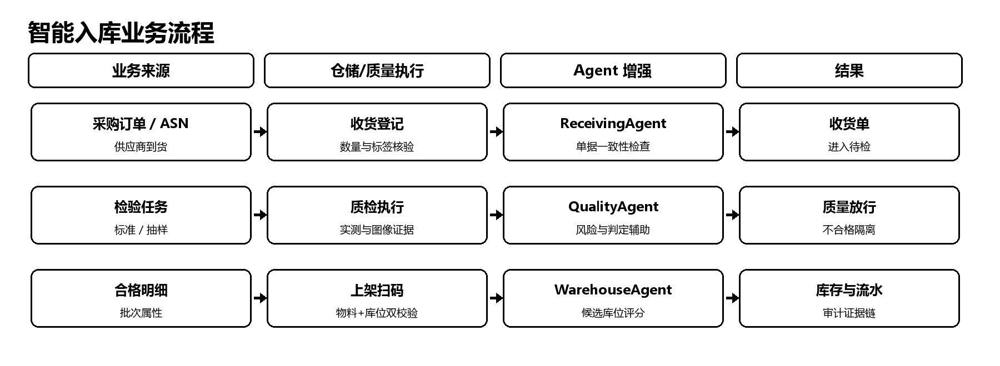 智能入库业务流程
业务来源
仓储/质量执行
Agent 增强
结果
采购订单 / ASN
供应商到货
收货登记
数量与标签核验
ReceivingAgent
单据一致性检查
收货单
进入待检
检验任务
标准 / 抽样
质检执行
实测与图像证据
QualityAgent
风险与判定辅助
质量放行
不合格隔离
合格明细
批次属性
上架扫码
物料+库位双校验
WarehouseAgent
候选库位评分
库存与流水
审计证据链